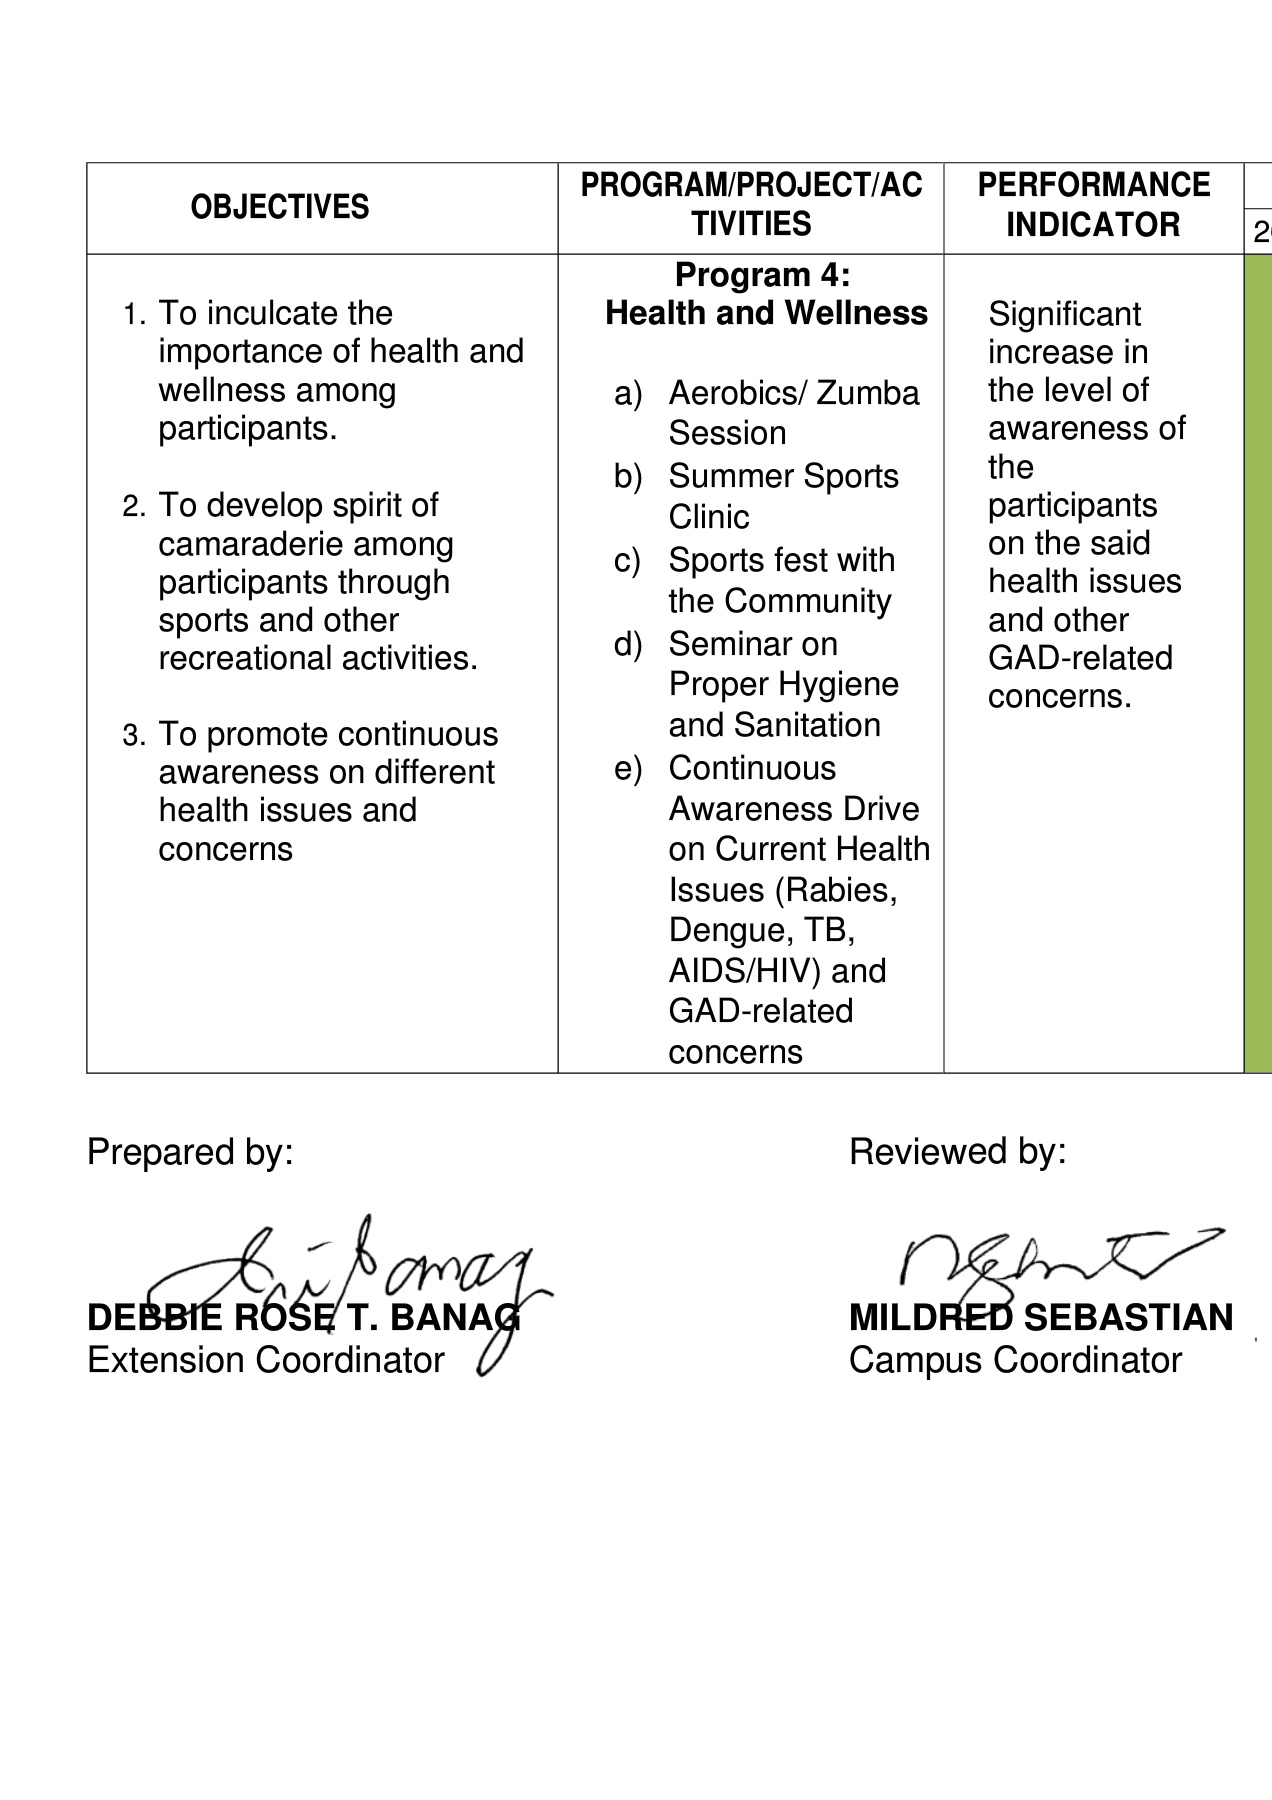 OBJECTIVES
PROGRAM/PROJECT/AC
TIVITIES
PERFORMANCE
INDICATOR
1. To inculcate the
importance of health and
wellness among
participants.
2. To develop spirit of
camaraderie among
participants through
sports and other
recreational activities.
3. To promote continuous
awareness on different
health issues and
concerns
Program 4:
Health and Wellness
a) Aerobics/ Zumba
Session
b) Summer Sports
Clinic
c) Sports fest with
the Community
d) Seminar on
Proper Hygiene
and Sanitation
e) Continuous
Awareness Drive
on Current Health
Issues (Rabies,
Dengue, TB,
AIDS/HIV) and
GAD-related
concerns
Significant
increase in
the level of
awareness of
the
participants
on the said
health issues
and other
GAD-related
concerns.
Prepared by:
DEBBIE ROSE T. BANAG
Extension Coordinator
Reviewed by:
MILDRED SEBASTIAN
Campus Coordinator